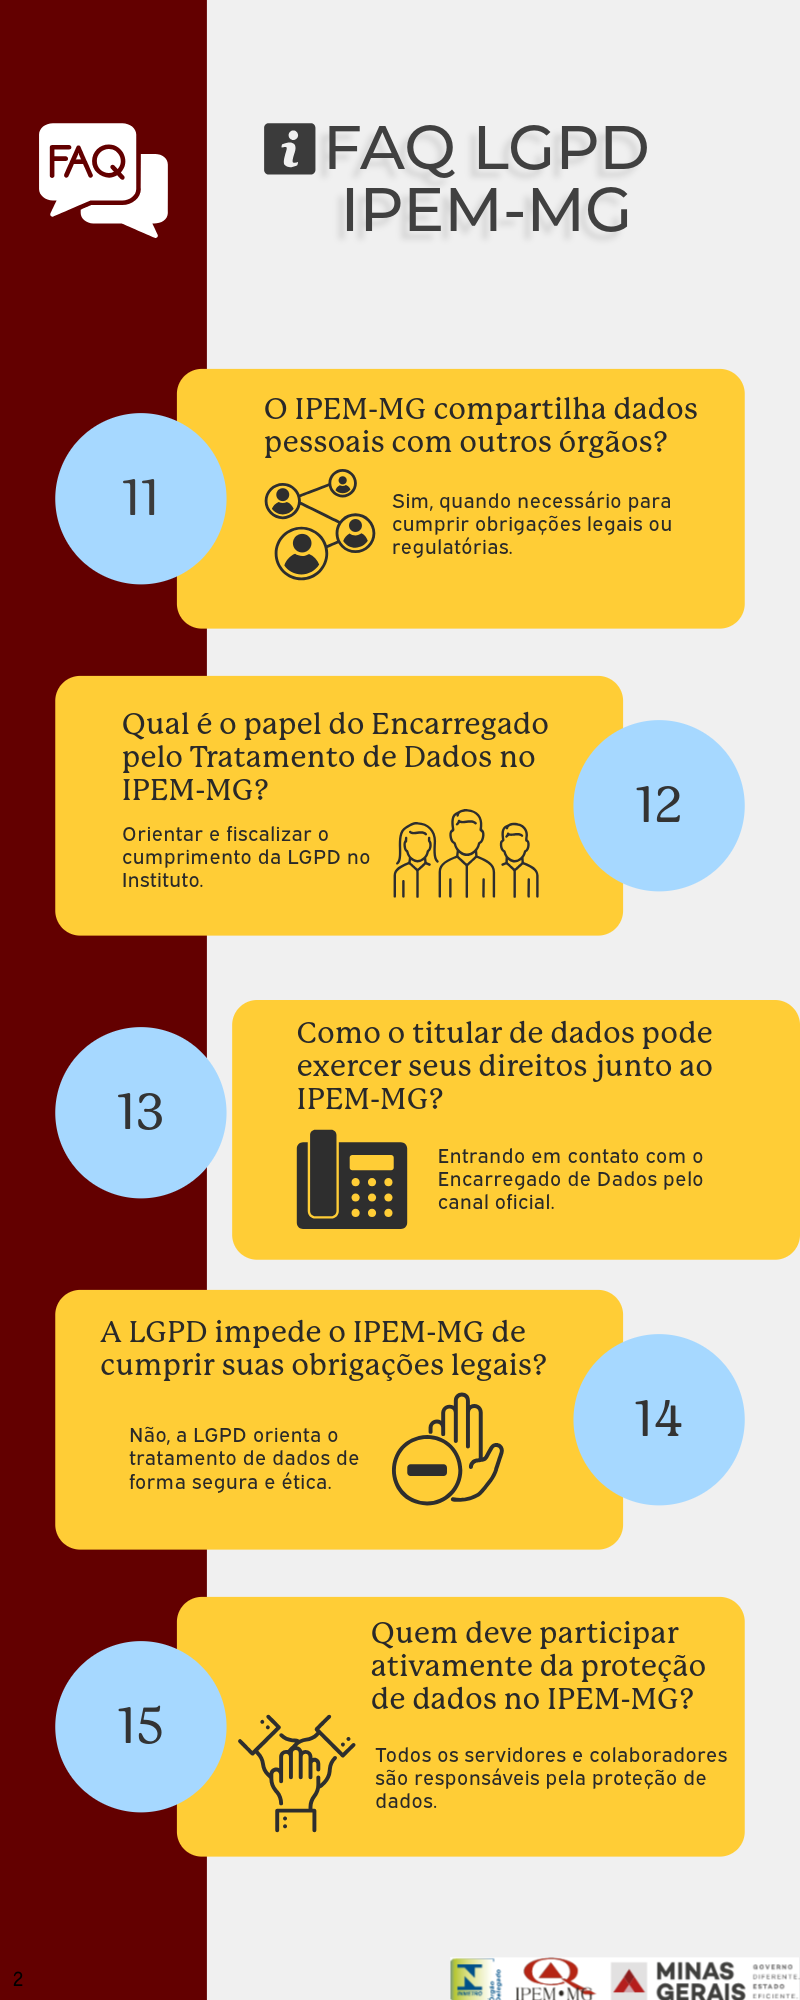 FAQ
i FAQ LGPD
IPEM-MG
11
O IPEM-MG compartilha dados
pessoais com outros órgãos?
Sim, quando necessário para
cumprir obrigações legais ou
regulatórias.
Qual é o papel do Encarregado
pelo Tratamento de Dados no
IPEM-MG?
Orientar e fiscalizar o
cumprimento da LGPD no
Instituto.
12
13
Como o titular de dados pode
exercer seus direitos junto ao
IPEM-MG?
Entrando em contato com o
Encarregado de Dados pelo
canal oficial.
A LGPD impede o IPEM-MG de
cumprir suas obrigações legais?
Não, a LGPD orienta o
tratamento de dados de
forma segura e ética.
14
15
Quem deve participar
ativamente da proteção
de dados no IPEM-MG?
Todos os servidores e colaboradores
são responsáveis pela proteção de
dados.
2
INMETRO
Órgão
Delegado
IPEM•MG
MINAS
GERAIS
GOVERNO
DIFERENTE.
ESTADO
EFICIENTE.